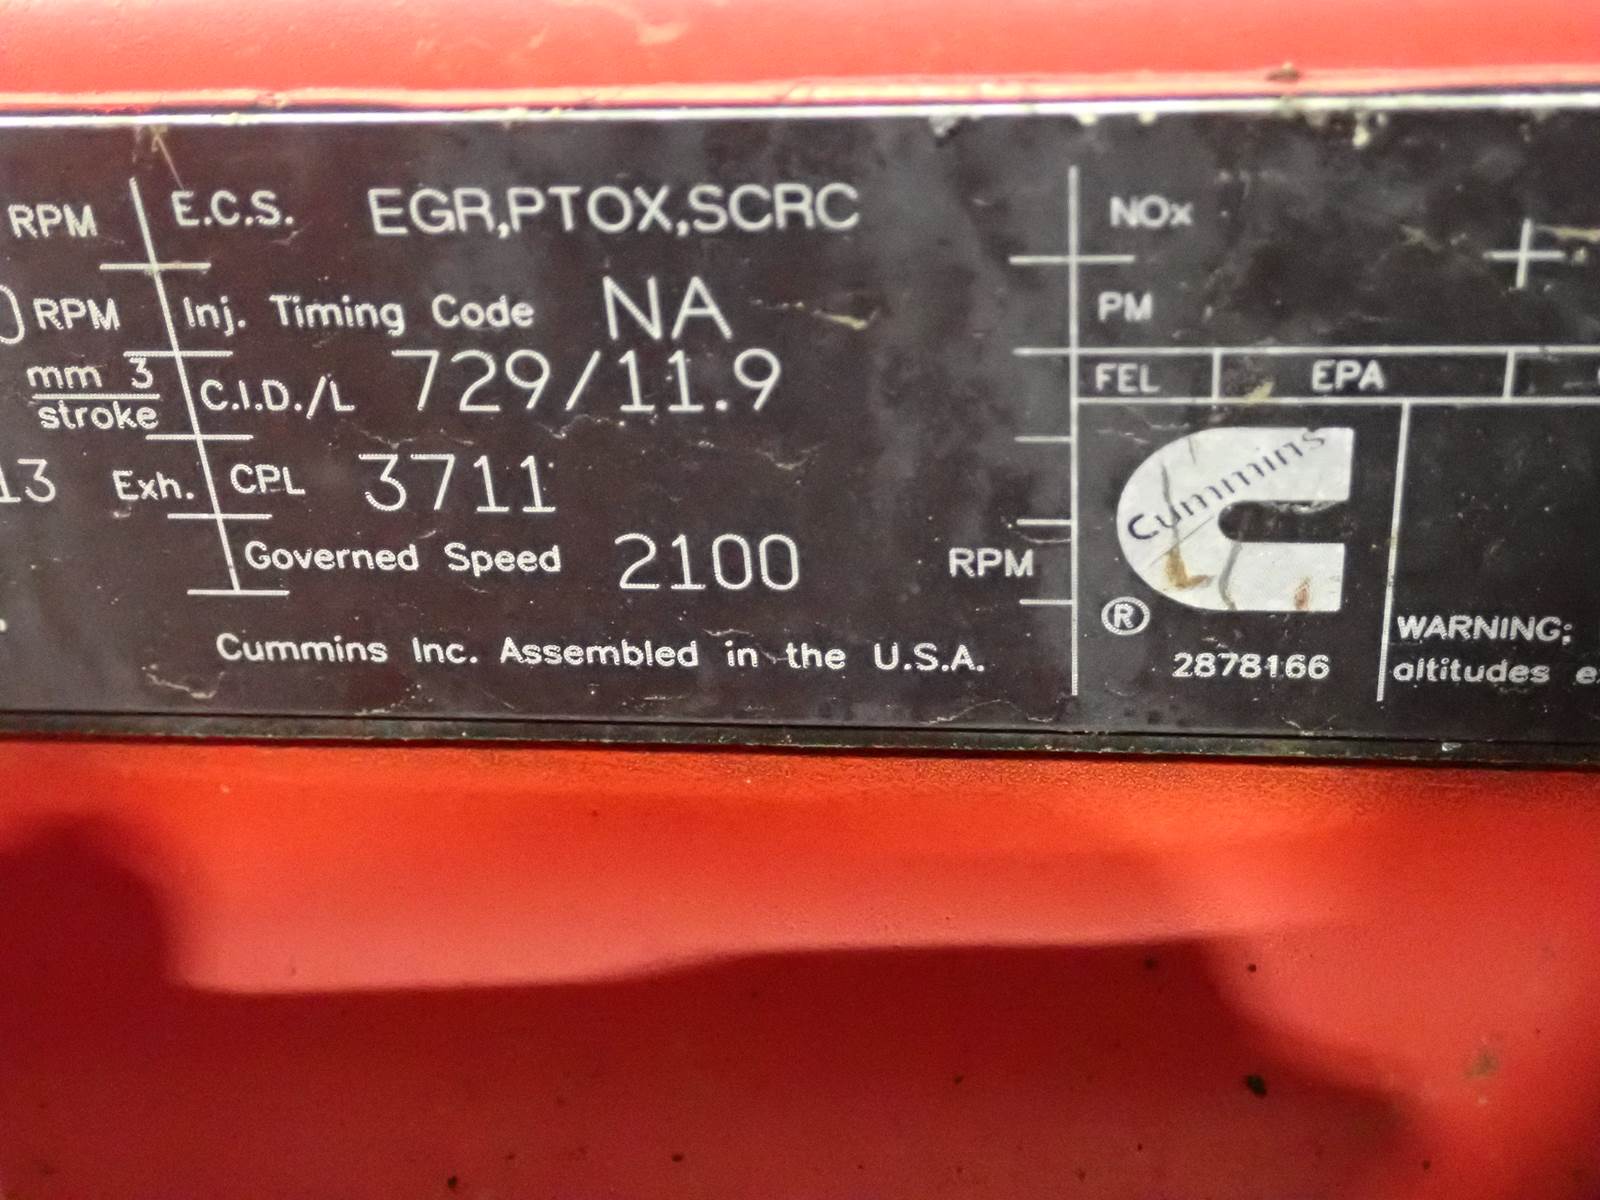 RPM E.C.S. EGR,PTOX,SCRC NOx
RPM Inj. Timing Code NA PM
mm 3
stroke C.I.D./L 729/11.9 FEL EPA
13 Exh. CPL 3711 Cummins
Governed Speed 2100 RPM
®
WARNING;
Cummins Inc. Assembled in the U.S.A. 2878166 altitudes